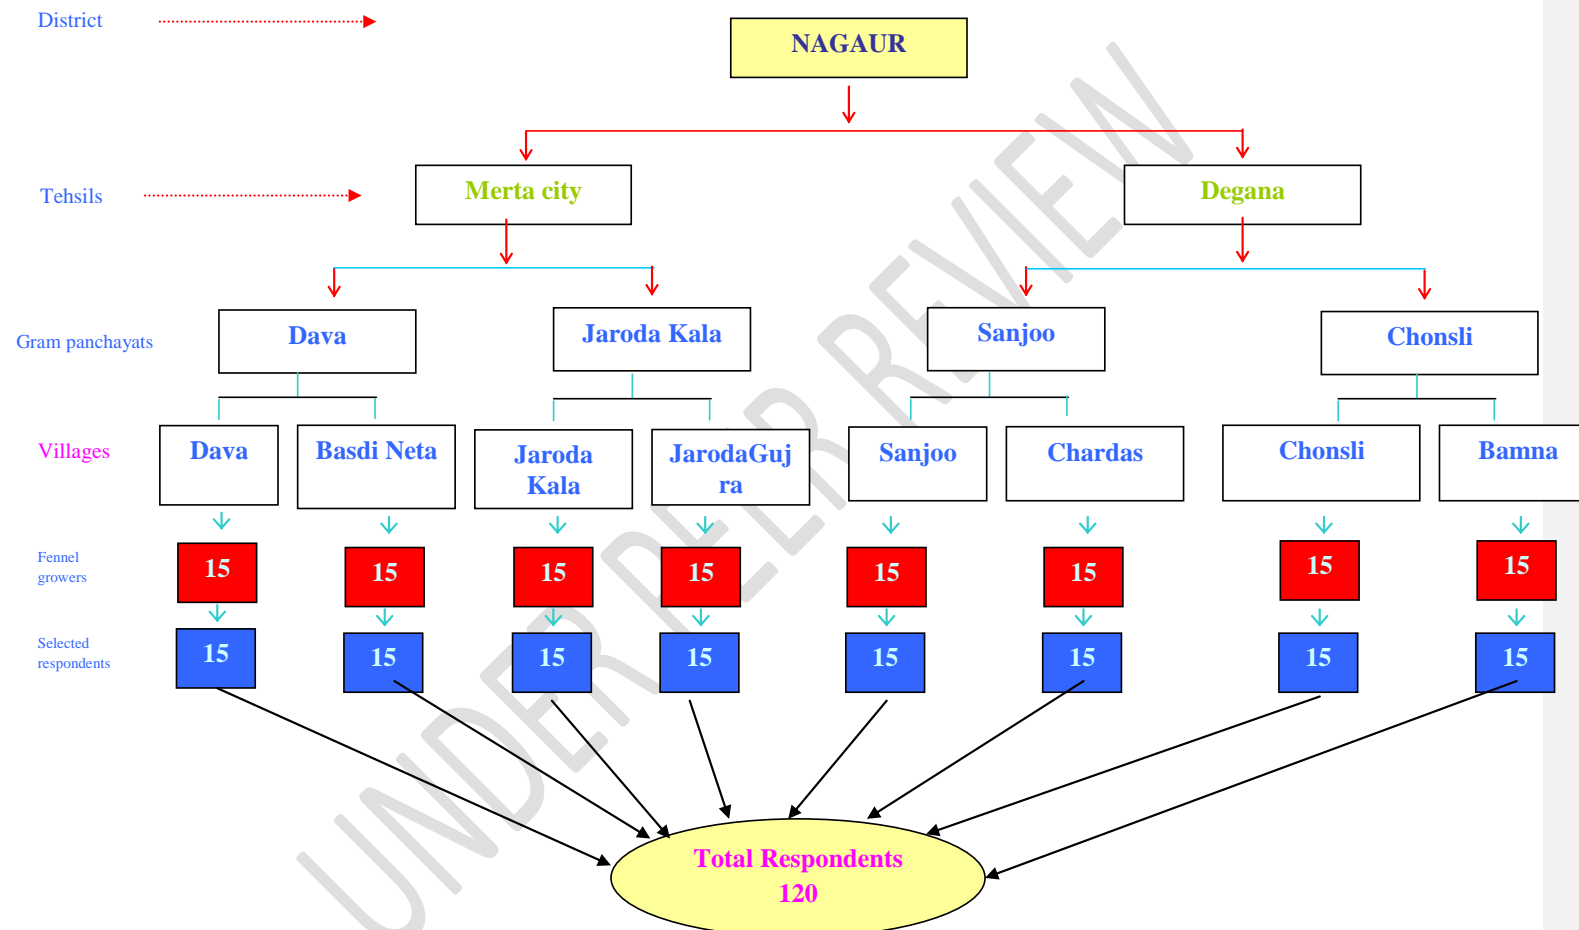 District
NAGAUR
Tehsils
Merta city
Degana
Gram panchayats
Dava
Jaroda Kala
Sanjoo
Chonsli
Villages
Dava
Basdi Neta
Jaroda
Kala
JarodaGuj
ra
Sanjoo
Chardas
Chonsli
Bamna
Fennel
growers
15
15
15
15
15
15
15
15
Selected
respondents
15
15
15
15
15
15
15
15
Total Respondents
120
UNDER PEER REVIEW